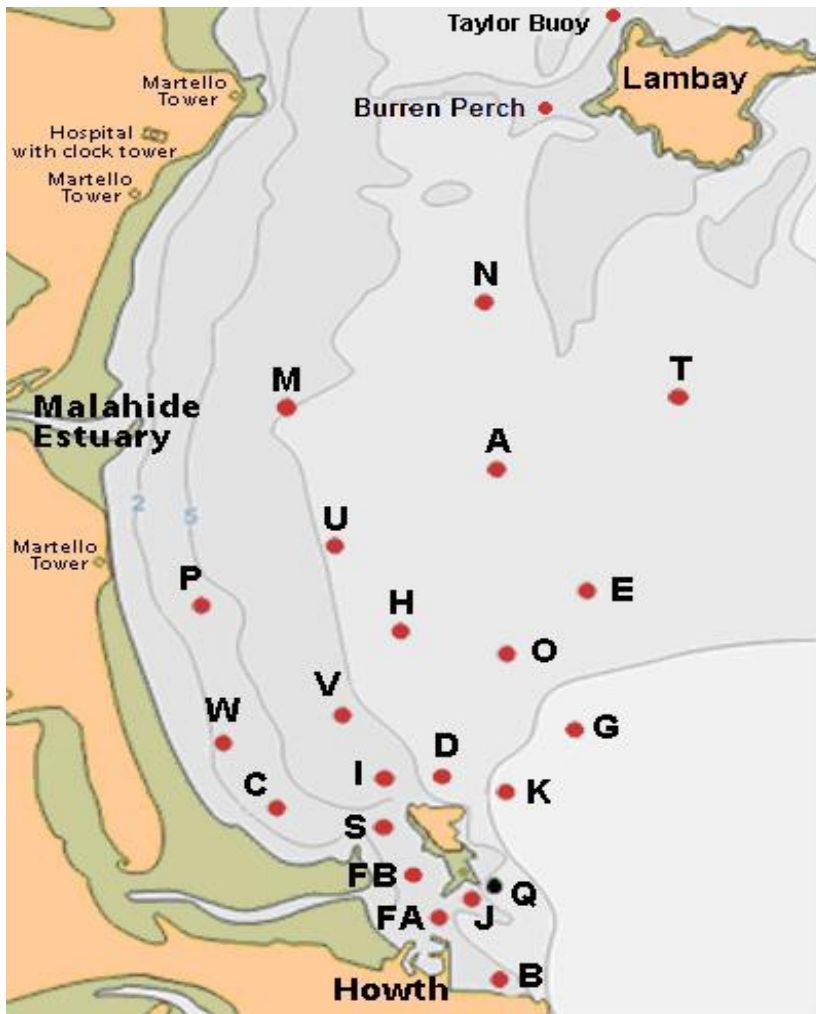 Taylor Buoy
Lambay
Martello
Tower
Burren Perch
Hospital
with clock tower
Martello
Tower
N
T
M
Malahide
Estuary
A
2
5
U
Martello
Tower
P
E
H
O
V
W
G
D
I
K
C
S
FB
Q
J
FA
B
Howth